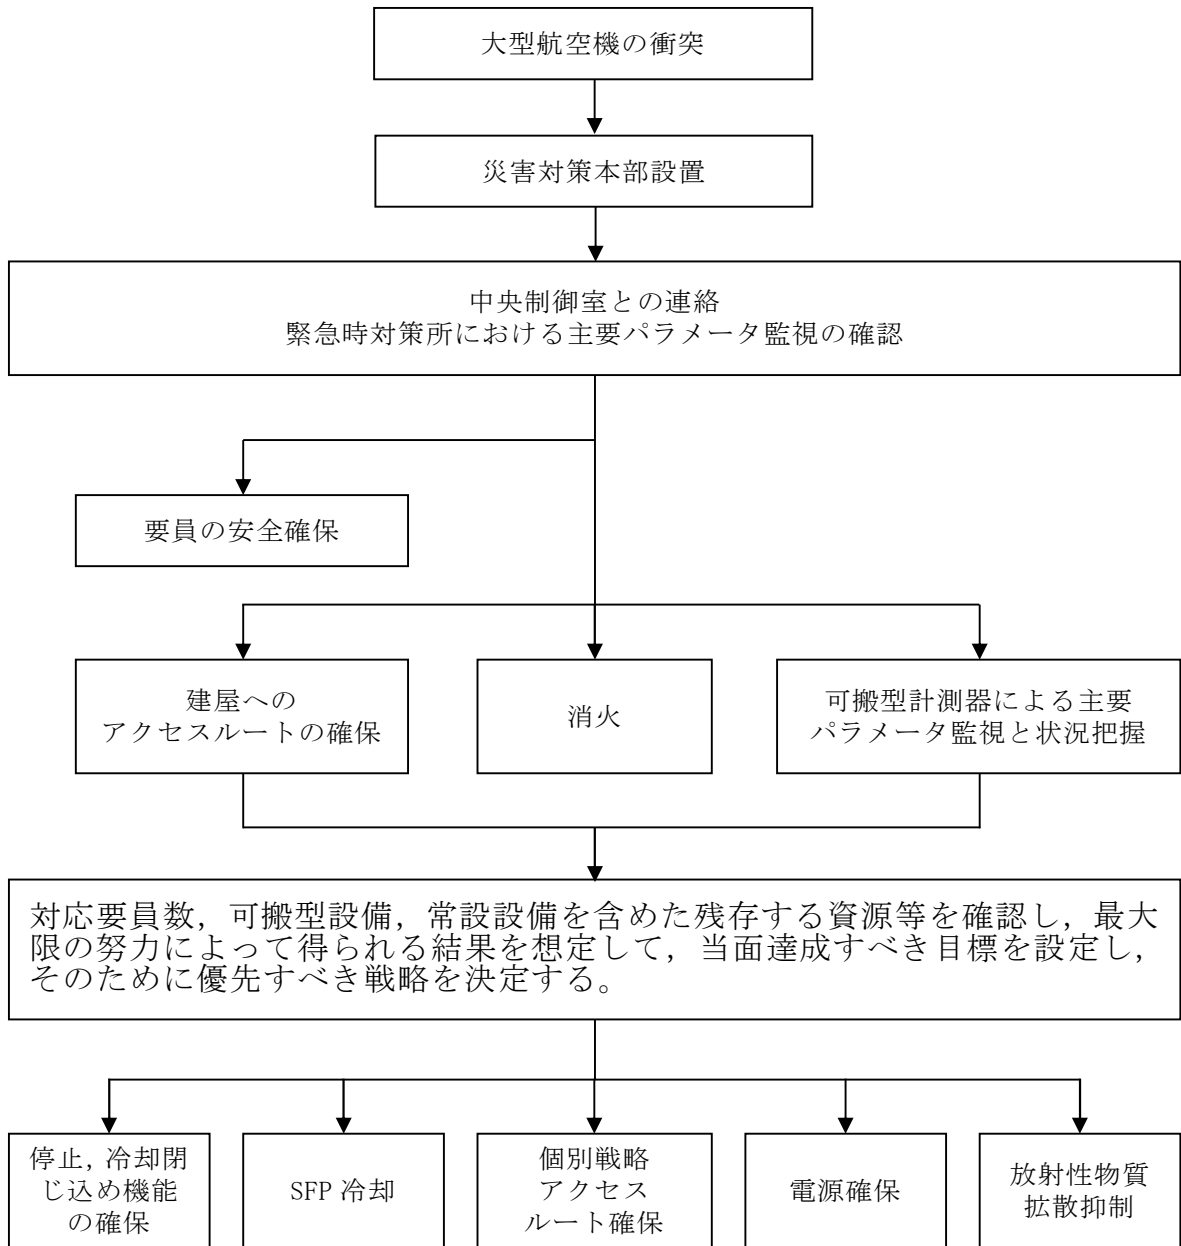 大型航空機の衝突
災害対策本部設置
中央制御室との連絡
緊急時対策所における主要パラメータ監視の確認
要員の安全確保
建屋への
アクセスルートの確保
消火
可搬型計測器による主要
パラメータ監視と状況把握
対応要員数，可搬型設備，常設設備を含めた残存する資源等を確認し，最大
限の努力によって得られる結果を想定して，当面達成すべき目標を設定し，
そのために優先すべき戦略を決定する。
停止，冷却閉
じ込め機能
の確保
SFP 冷却
個別戦略
アクセス
ルート確保
電源確保
放射性物質
拡散抑制